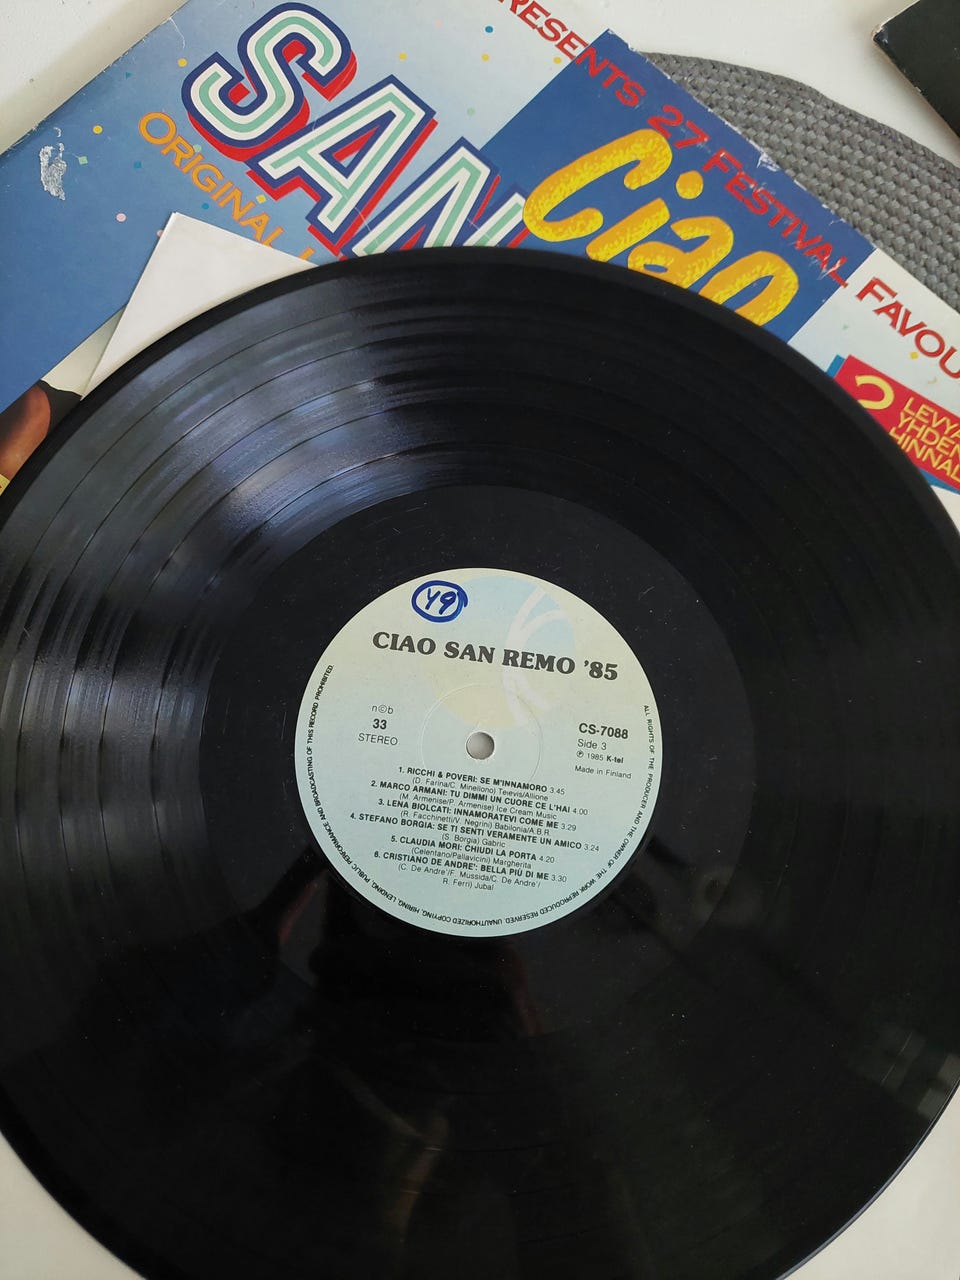 PRESENTS 27 FESTIVAL FAVOU
SAN
Ciao
ORIGINAL
2
LEVYÄ
YHDEN
HINNAL
Y9
CIAO SAN REMO '85
n©b
33
STEREO
CS-7088
Side 3
℗ 1985 K-tel
Made in Finland
1. RICCHI & POVERI: SE M'INNAMORO 3.45
(D. Farina/C. Minellono) Televis/Allione
2. MARCO ARMANI: TU DIMMI UN CUORE CE L'HAI 4.00
(M. Armenise/P. Armenise) Ice Cream Music
3. LENA BIOLCATI: INNAMORATEVI COME ME 3.29
(R. Facchinetti/V. Negrini) Babilonia/A.B.R.
4. STEFANO BORGIA: SE TI SENTI VERAMENTE UN AMICO 3.24
(S. Borgia) Gabric
5. CLAUDIA MORI: CHIUDI LA PORTA 4.20
(Celentano/Pallavicini) Margherita
6. CRISTIANO DE ANDRE': BELLA PIÙ DI ME 3.30
(C. De Andre'/F. Mussida/C. De Andre'/
R. Ferri) Jubal
ALL RIGHTS OF THE PRODUCER AND THE OWNER OF THE WORK REPRODUCED RESERVED. UNAUTHORIZED COPYING, HIRING, LENDING, PUBLIC PERFORMANCE AND BROADCASTING OF THIS RECORD PROHIBITED.